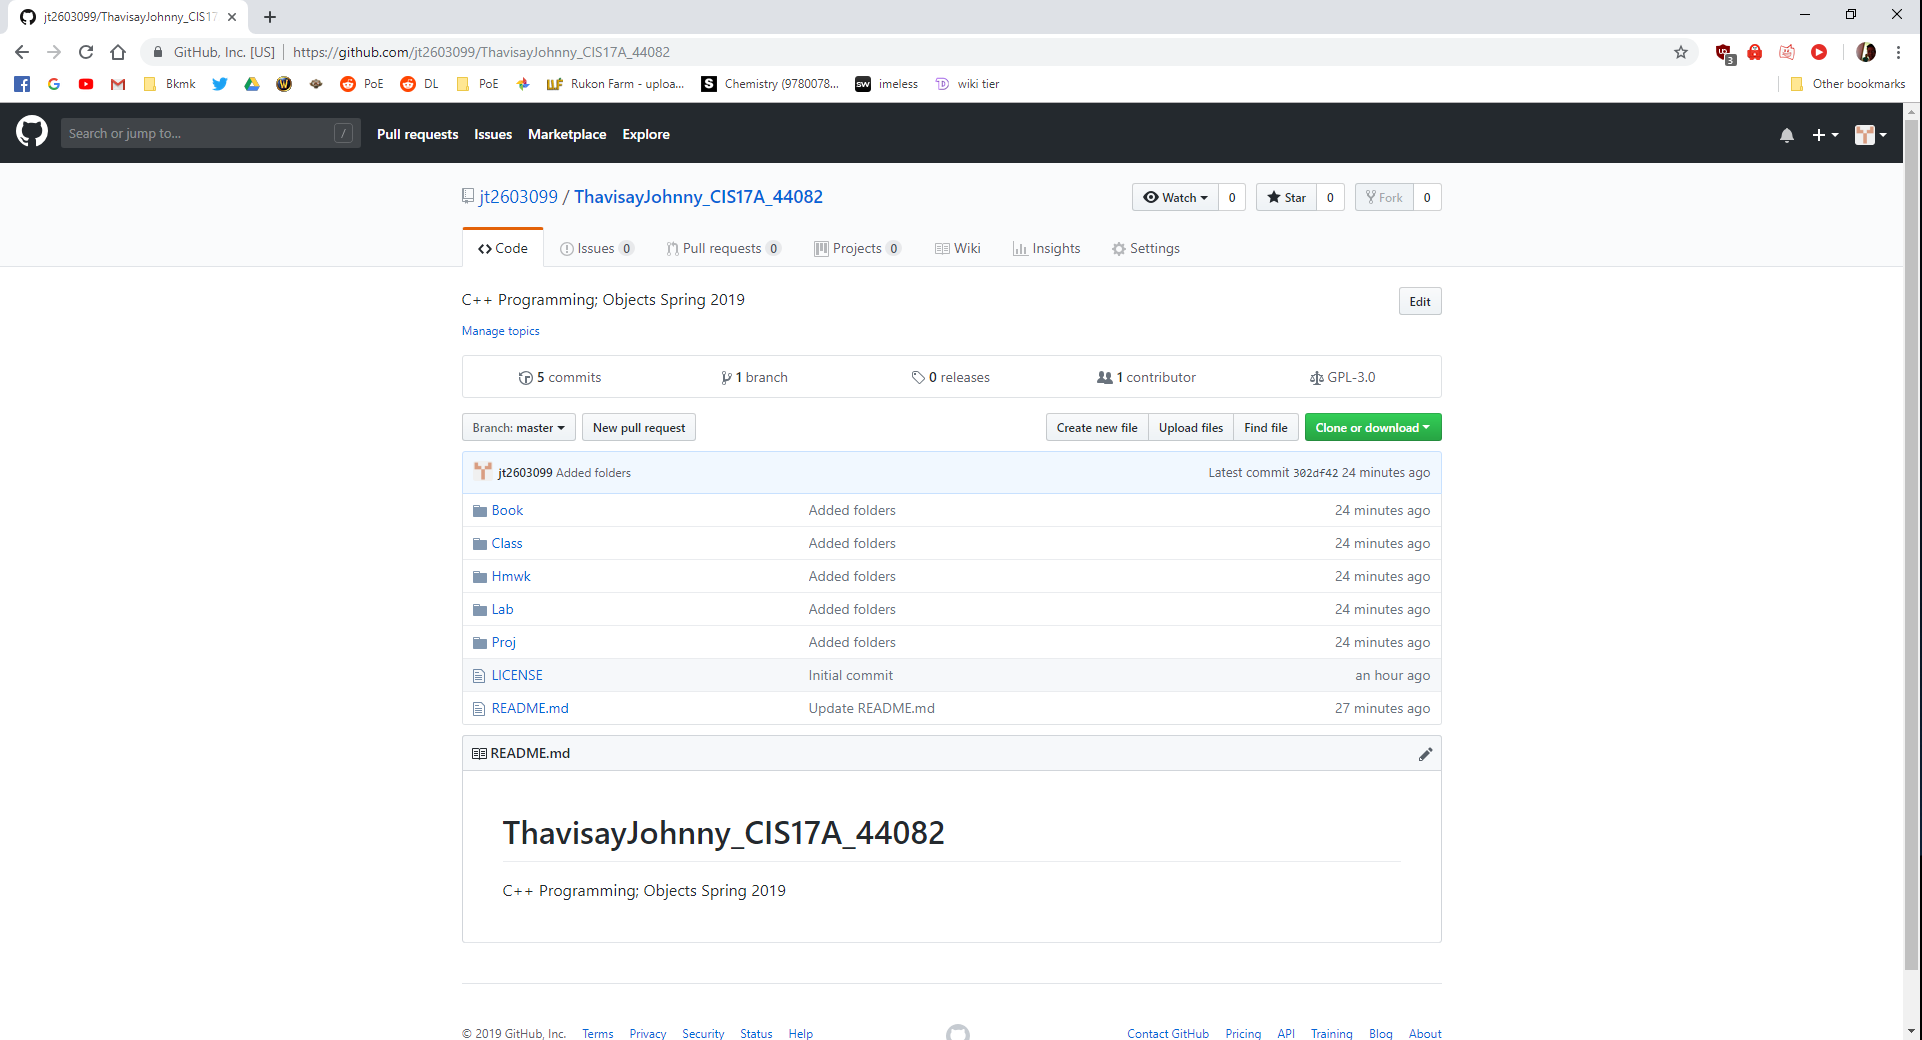 jt2603099/ThavisayJohnny_CIS17
GitHub, Inc. [US] https://github.com/jt2603099/ThavisayJohnny_CIS17A_44082
3
Bkmk PoE DL PoE Rukon Farm - uploa... Chemistry (9780078... imeless wiki tier Other bookmarks
Search or jump to... / Pull requests Issues Marketplace Explore
jt2603099 / ThavisayJohnny_CIS17A_44082 Watch 0 Star 0 Fork 0
Code Issues 0 Pull requests 0 Projects 0 Wiki Insights Settings
C++ Programming; Objects Spring 2019 Edit
Manage topics
5 commits 1 branch 0 releases 1 contributor GPL-3.0
Branch: master New pull request Create new file Upload files Find file Clone or download
jt2603099 Added folders Latest commit 302df42 24 minutes ago
Book Added folders 24 minutes ago
Class Added folders 24 minutes ago
Hmwk Added folders 24 minutes ago
Lab Added folders 24 minutes ago
Proj Added folders 24 minutes ago
LICENSE Initial commit an hour ago
README.md Update README.md 27 minutes ago
README.md
ThavisayJohnny_CIS17A_44082
C++ Programming; Objects Spring 2019
© 2019 GitHub, Inc. Terms Privacy Security Status Help Contact GitHub Pricing API Training Blog About